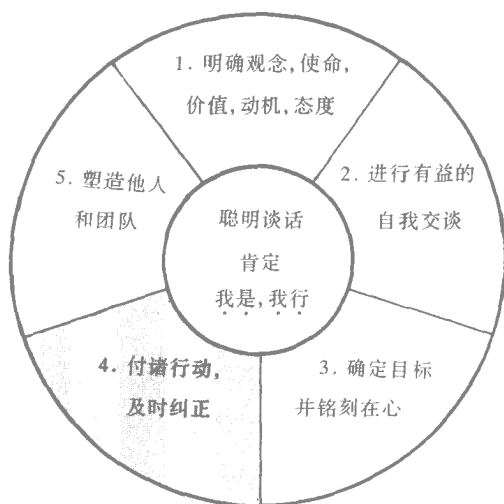 1. 明确观念,使命,
价值,动机,态度
2. 进行有益的
自我交谈
3. 确定目标
并铭刻在心
4. 付诸行动,
及时纠正
5. 塑造他人
和团队
聪明谈话
肯定
我是,我行